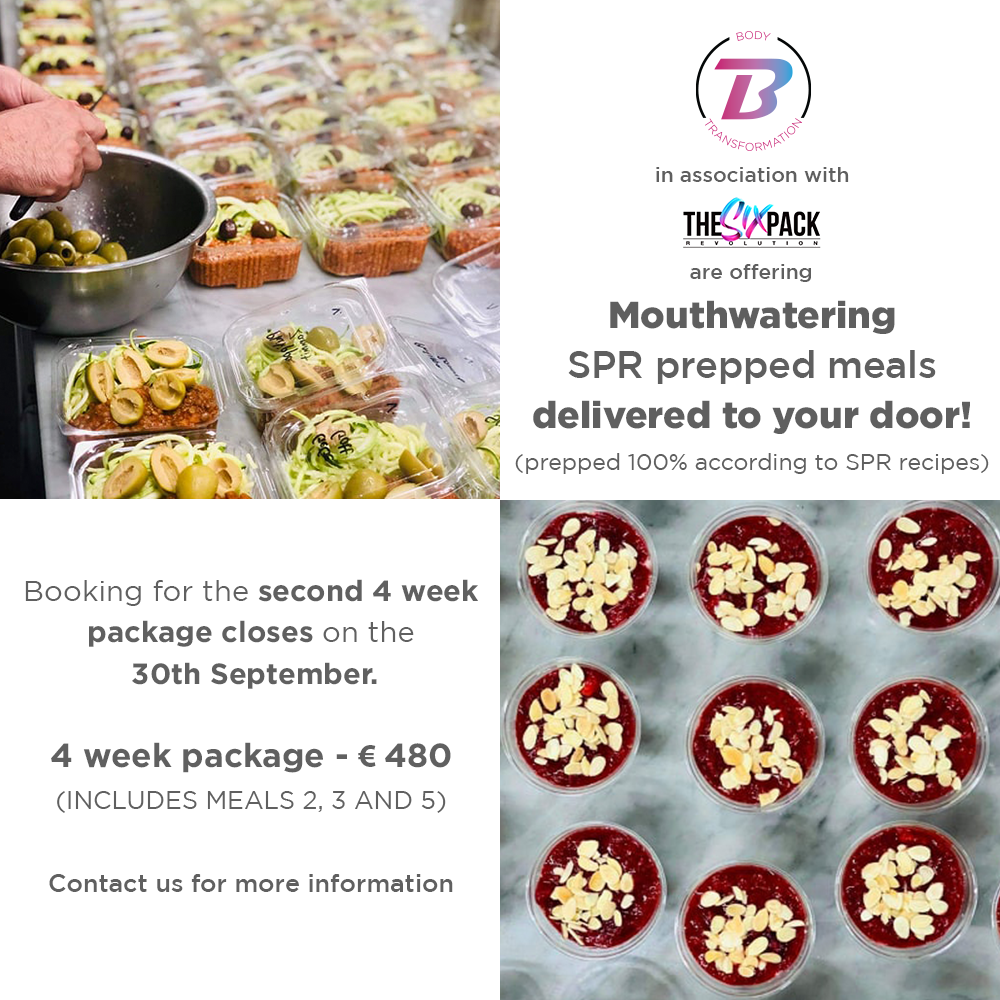 BODY
B
TRANSFORMATION
in association with
THE SIX PACK
REVOLUTION
are offering
Mouthwatering
SPR prepped meals
delivered to your door!
(prepped 100% according to SPR recipes)
Booking for the second 4 week
package closes on the
30th September.
4 week package - € 480
(INCLUDES MEALS 2, 3 AND 5)
Contact us for more information